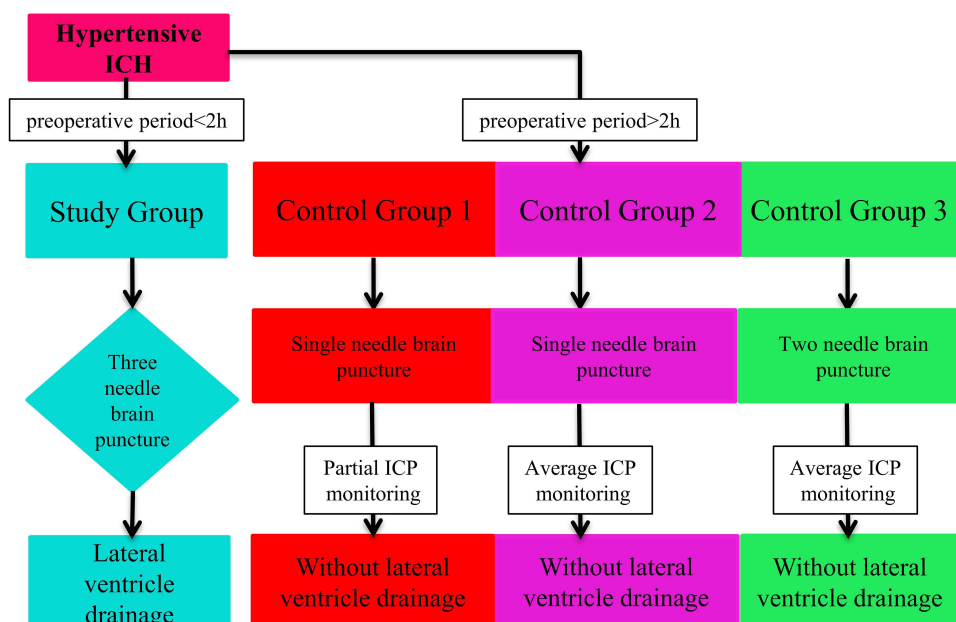 Hypertensive
ICH
preoperative period<2h
preoperative period>2h
Study Group
Control Group 1
Control Group 2
Control Group 3
Three
needle
brain
puncture
Single needle brain
puncture
Single needle brain
puncture
Two needle brain
puncture
Partial ICP
monitoring
Average ICP
monitoring
Average ICP
monitoring
Lateral
ventricle
drainage
Without lateral
ventricle drainage
Without lateral
ventricle drainage
Without lateral
ventricle drainage